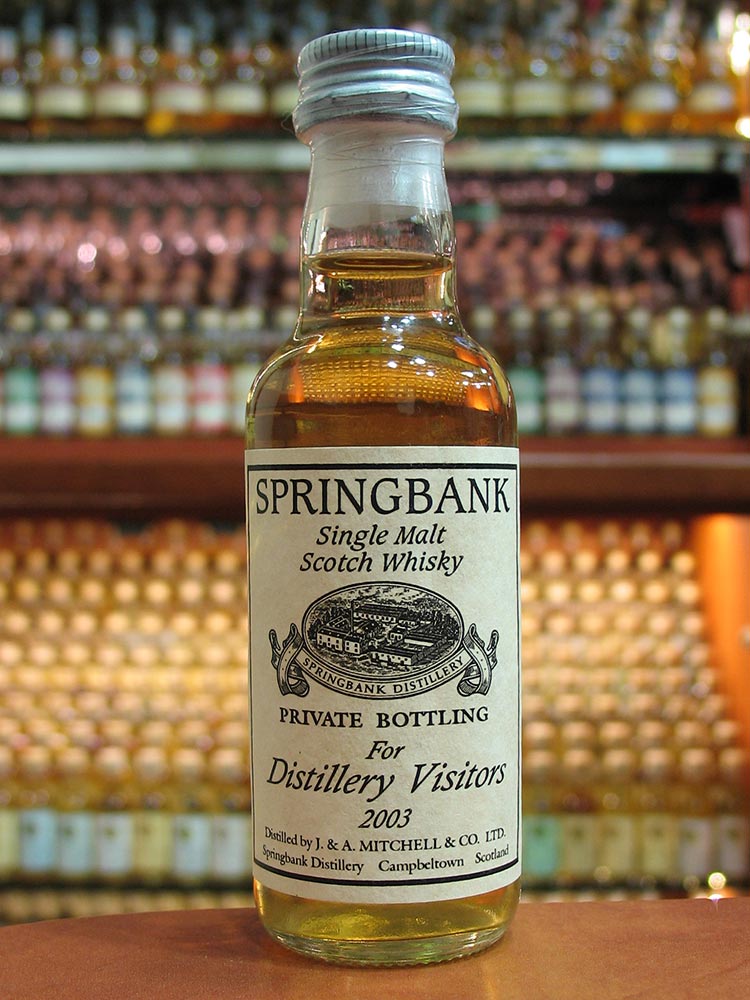 SPRINGBANK
Single Malt
Scotch Whisky
SPRINGBANK DISTILLERY
PRIVATE BOTTLING
For
Distillery Visitors
2003
Distilled by J. & A. MITCHELL & CO. LTD.
Springbank Distillery Campbeltown Scotland